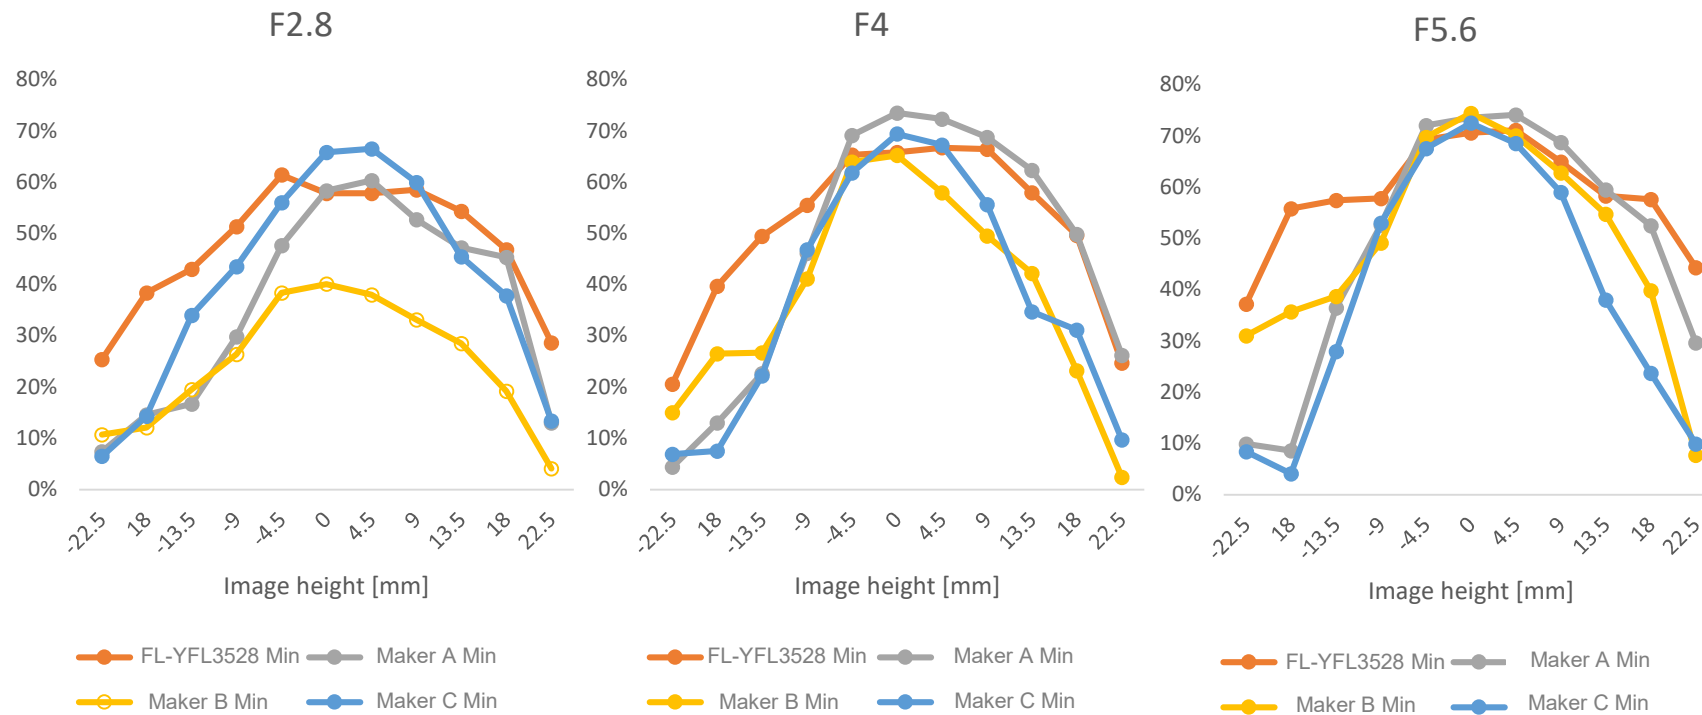 F2.8
80%
70%
60%
50%
40%
30%
20%
10%
0%
-22.5 18 -13.5 -9 -4.5 0 4.5 9 13.5 18 22.5
Image height [mm]
FL-YFL3528 Min Maker A Min
Maker B Min Maker C Min
F4
80%
70%
60%
50%
40%
30%
20%
10%
0%
-22.5 18 -13.5 -9 -4.5 0 4.5 9 13.5 18 22.5
Image height [mm]
FL-YFL3528 Min Maker A Min
Maker B Min Maker C Min
F5.6
80%
70%
60%
50%
40%
30%
20%
10%
0%
-22.5 18 -13.5 -9 -4.5 0 4.5 9 13.5 18 22.5
Image height [mm]
FL-YFL3528 Min Maker A Min
Maker B Min Maker C Min